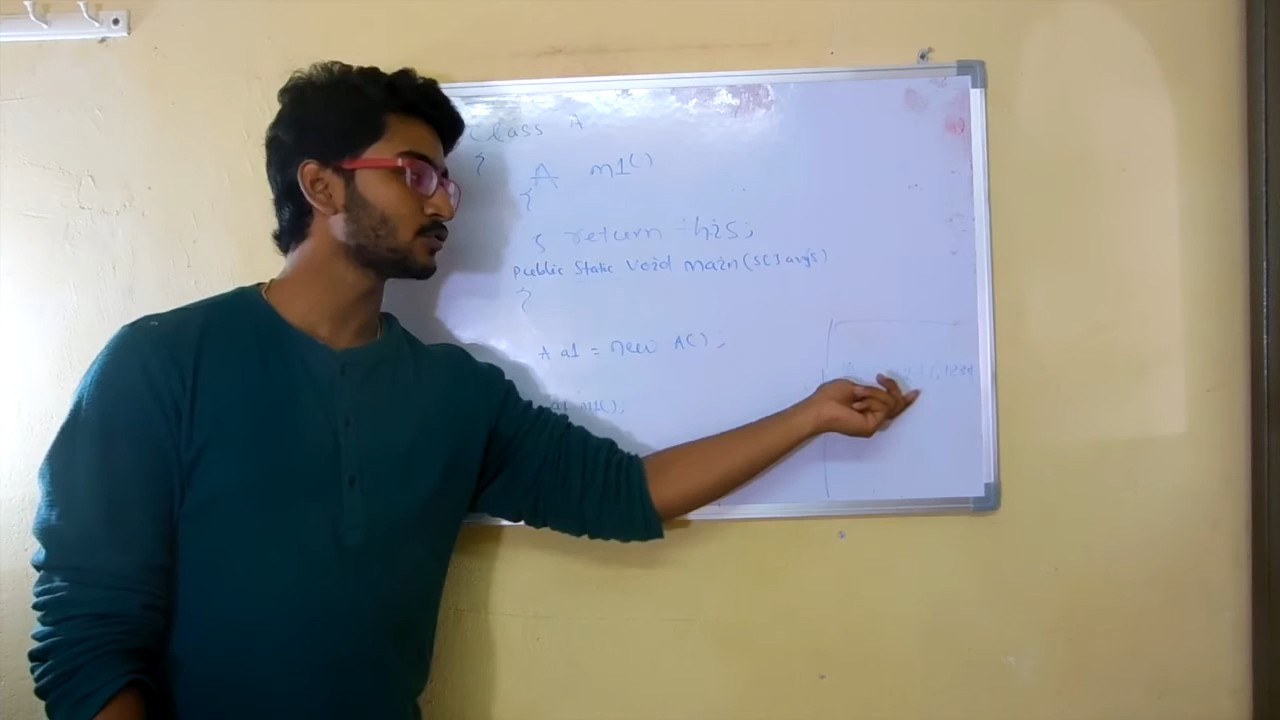 Class A
{
A m1()
{
} return this;
Public Static Void main(S[] args)
{
A a1 = new A();
a1.m1();